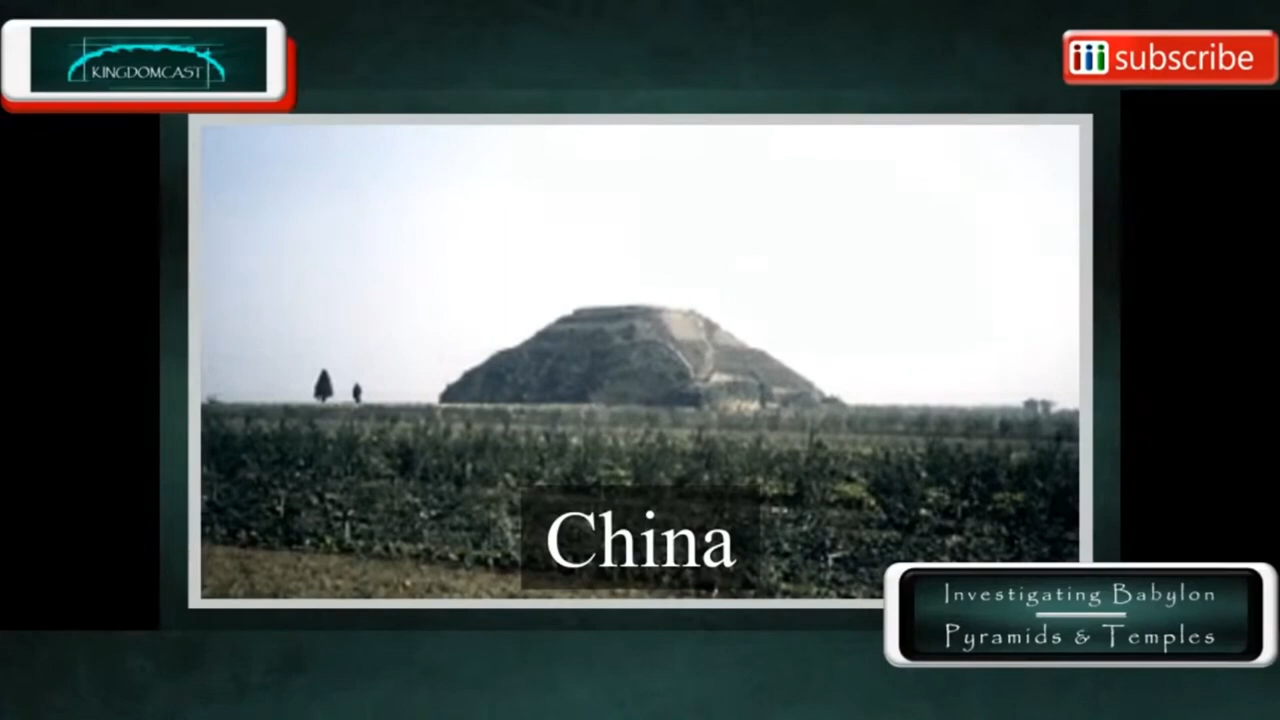 KINGDOMCAST
subscribe
China
Investigating Babylon
Pyramids & Temples